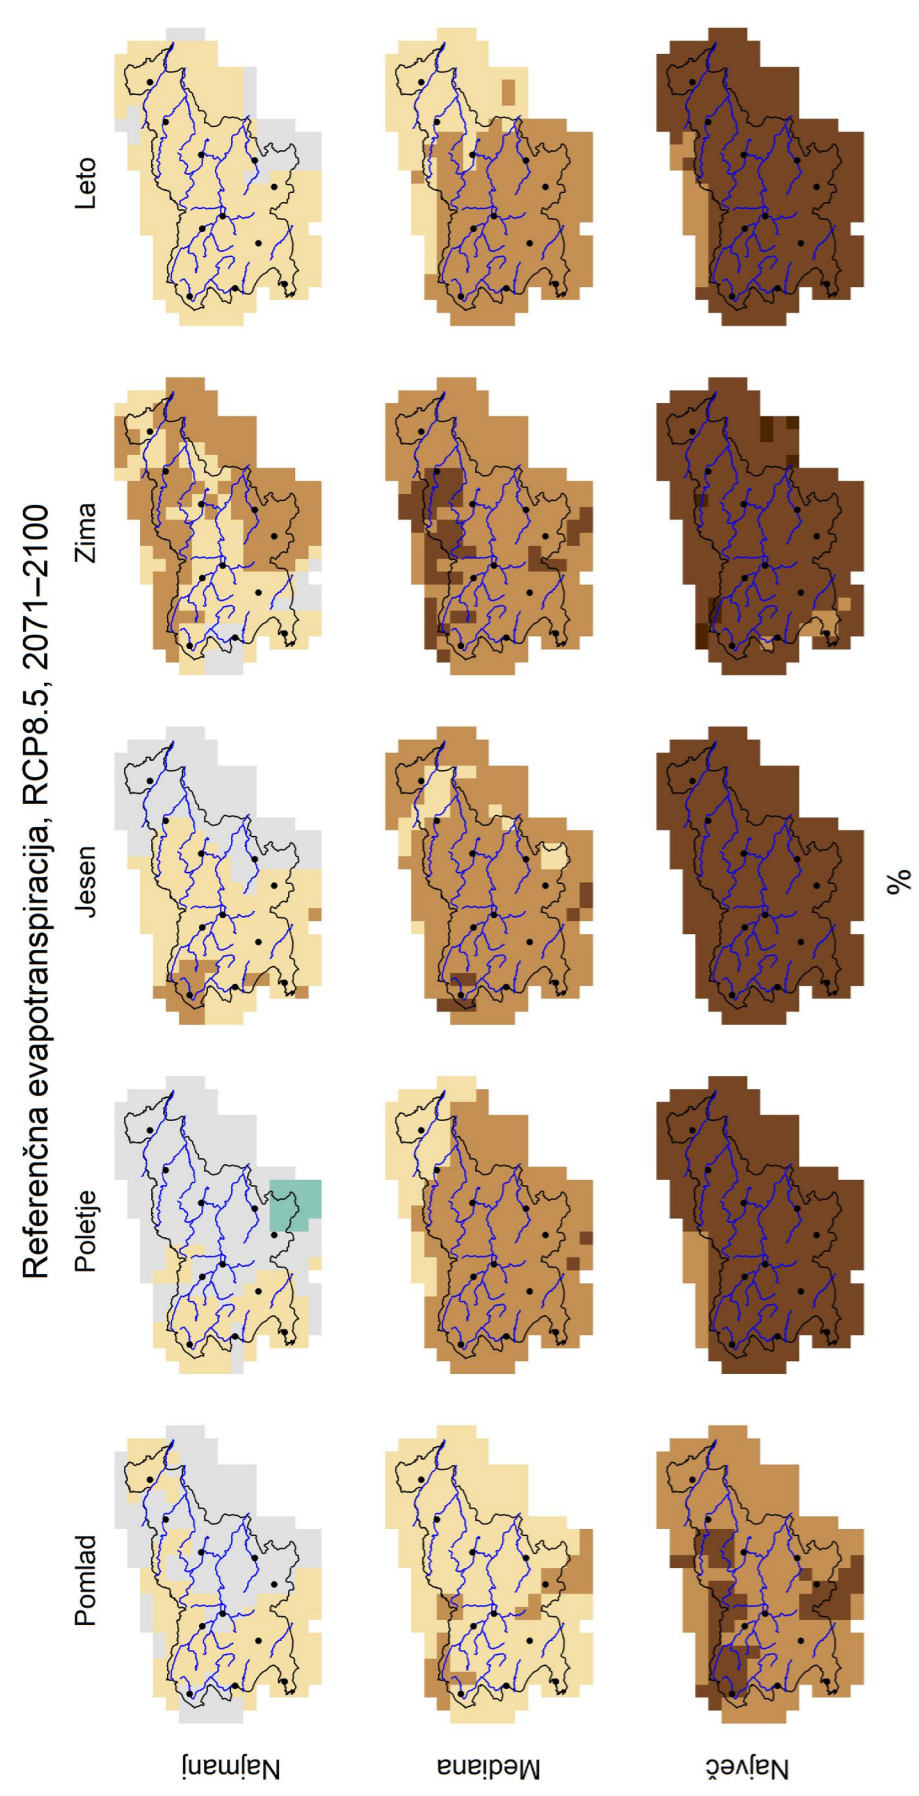 Referenčna evapotranspiracija, RCP8.5, 2071–2100
Pomlad
Poletje
Jesen
Zima
Leto
Najmanj
Mediana
Največ
%